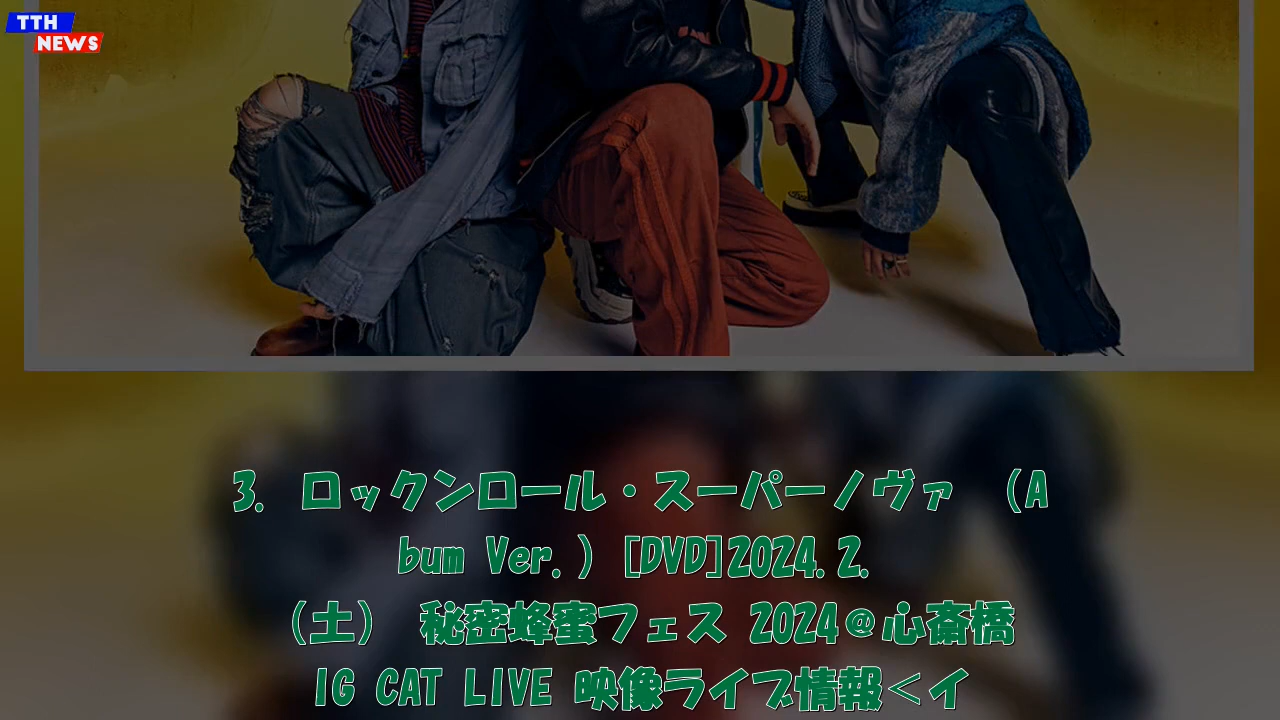 TTH
NEWS
3. ロックンロール・スーパーノヴァ (A
bum Ver.) [DVD]2024.2.
(土) 秘密蜂蜜フェス 2024@心斎橋
IG CAT LIVE 映像ライブ情報<イ